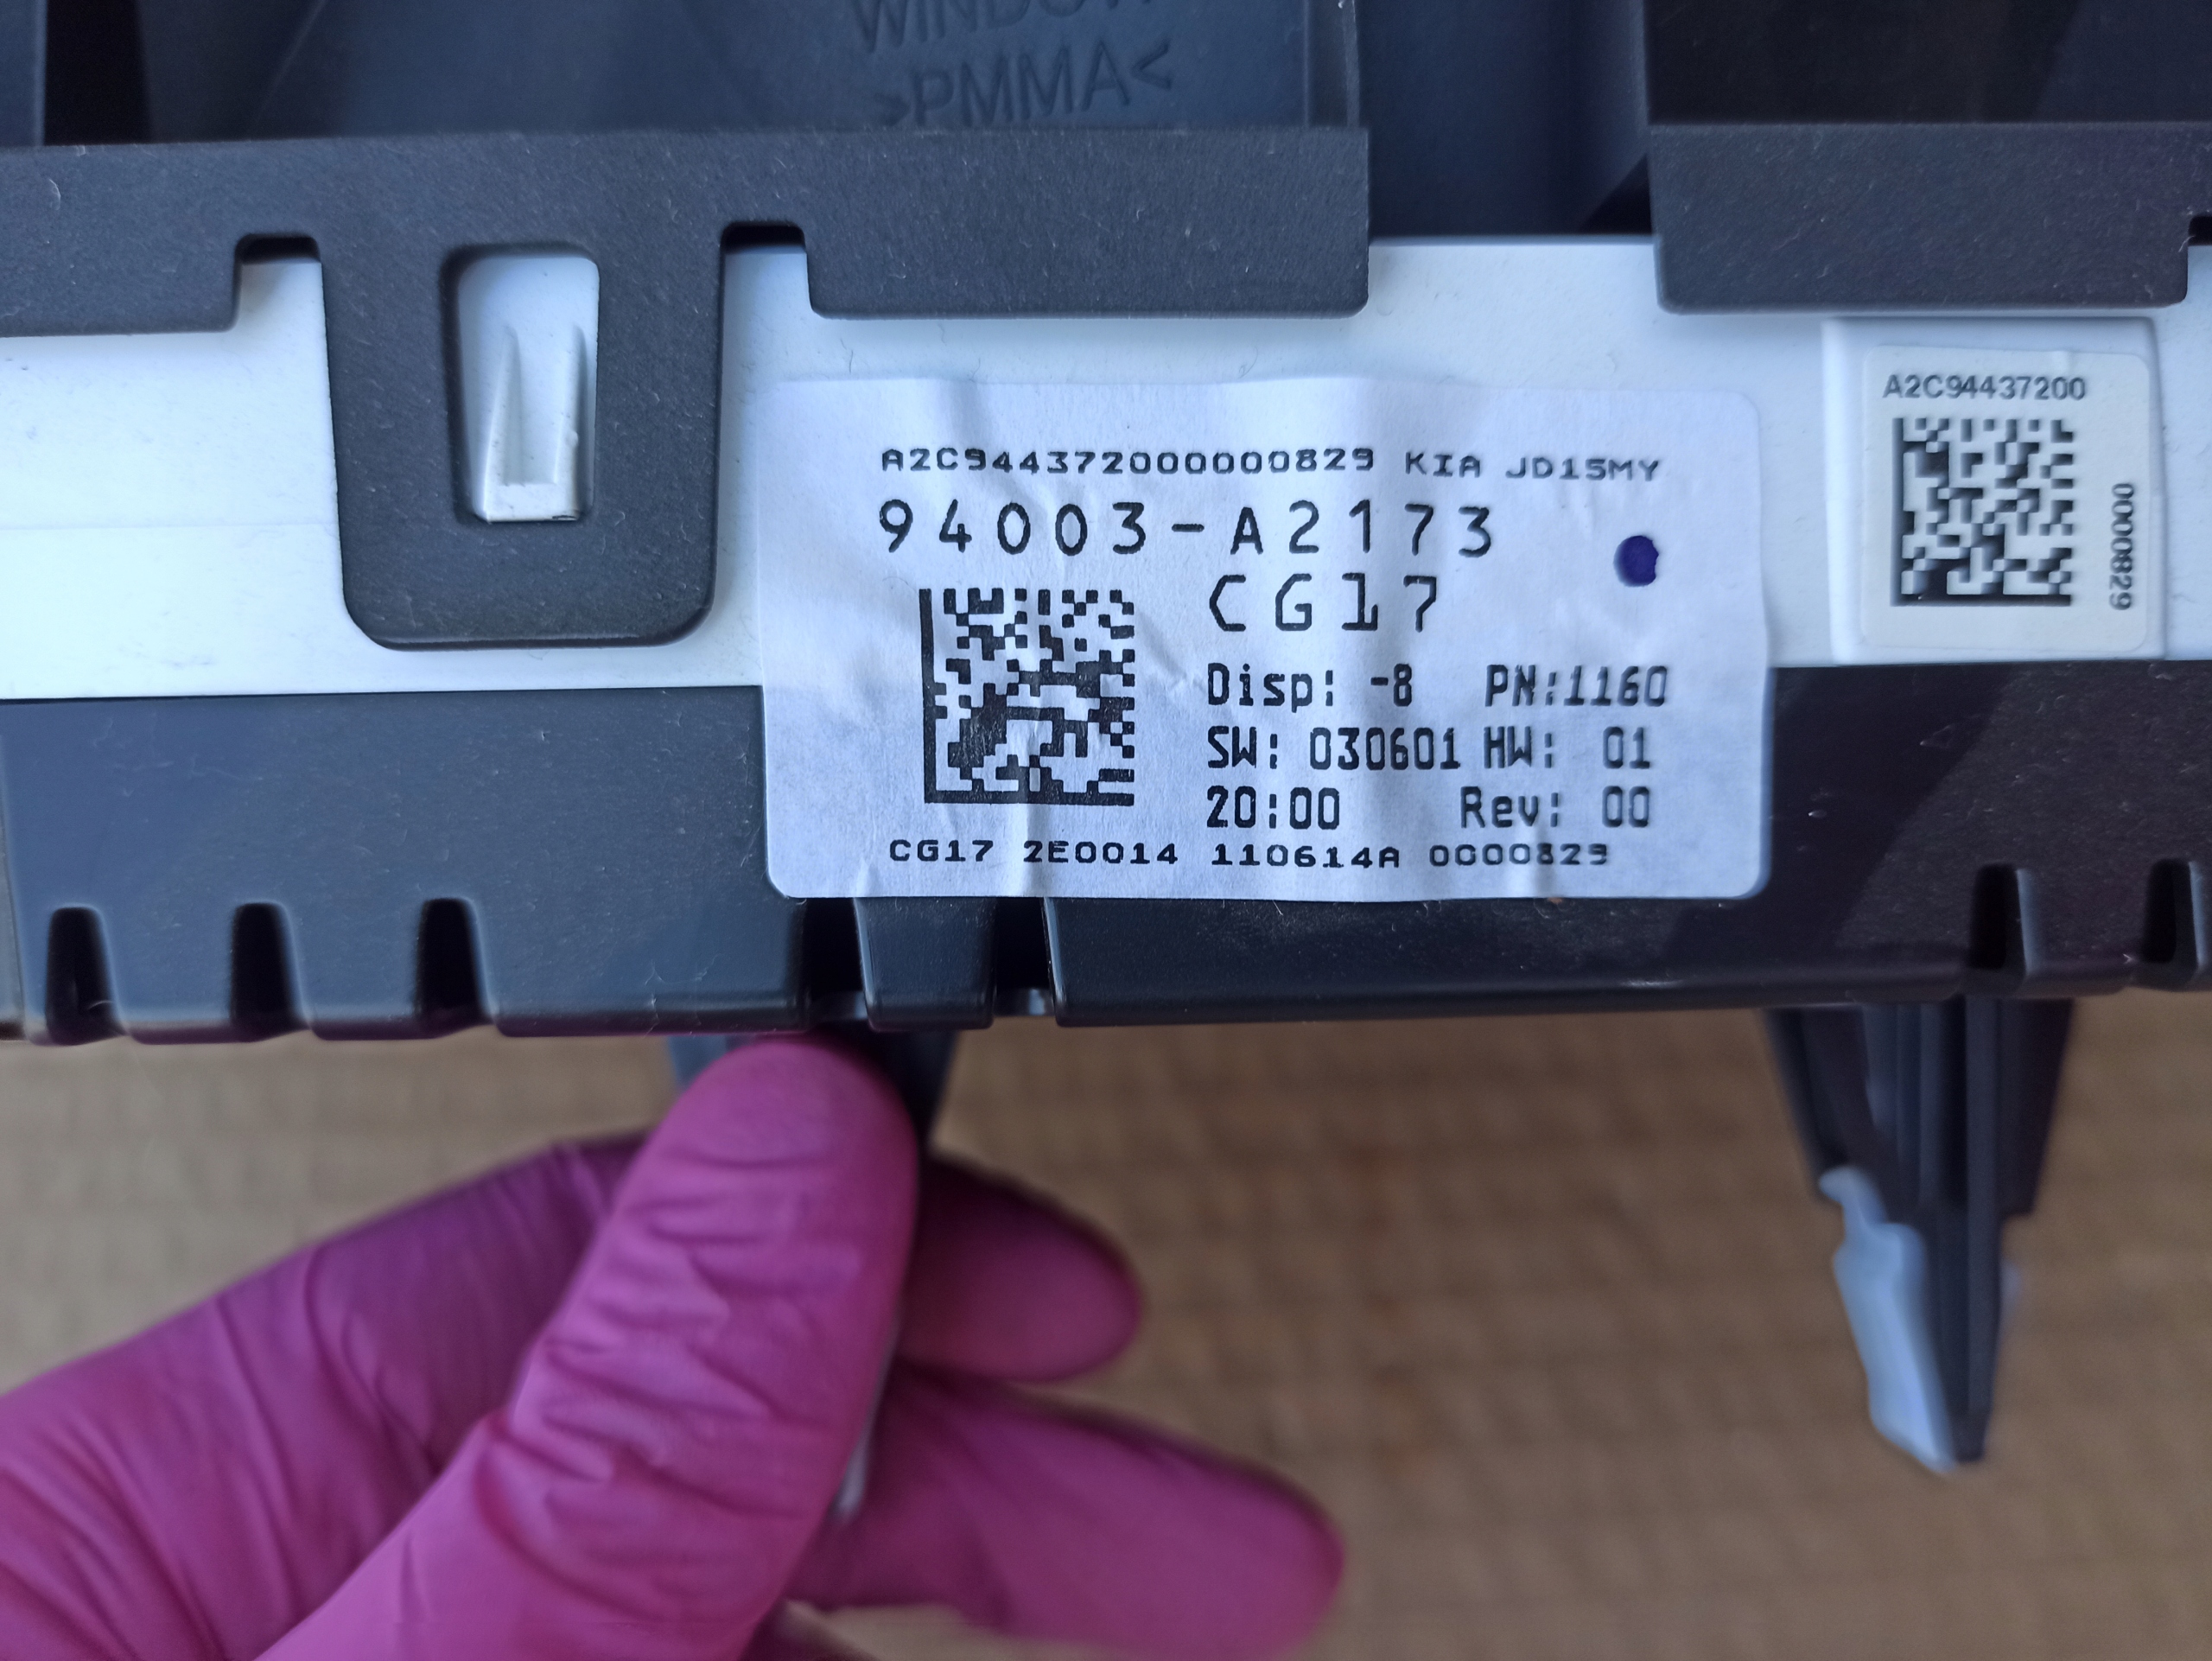 WINDOW
>PMMA<
A2C94437200
0000829
A2C944372000000829 KIA JD15MY
94003-A2173
CG17
Disp: -8 PN:1160
SW: 030601 HW: 01
20:00 Rev: 00
CG17 2E0014 110614A 0000829